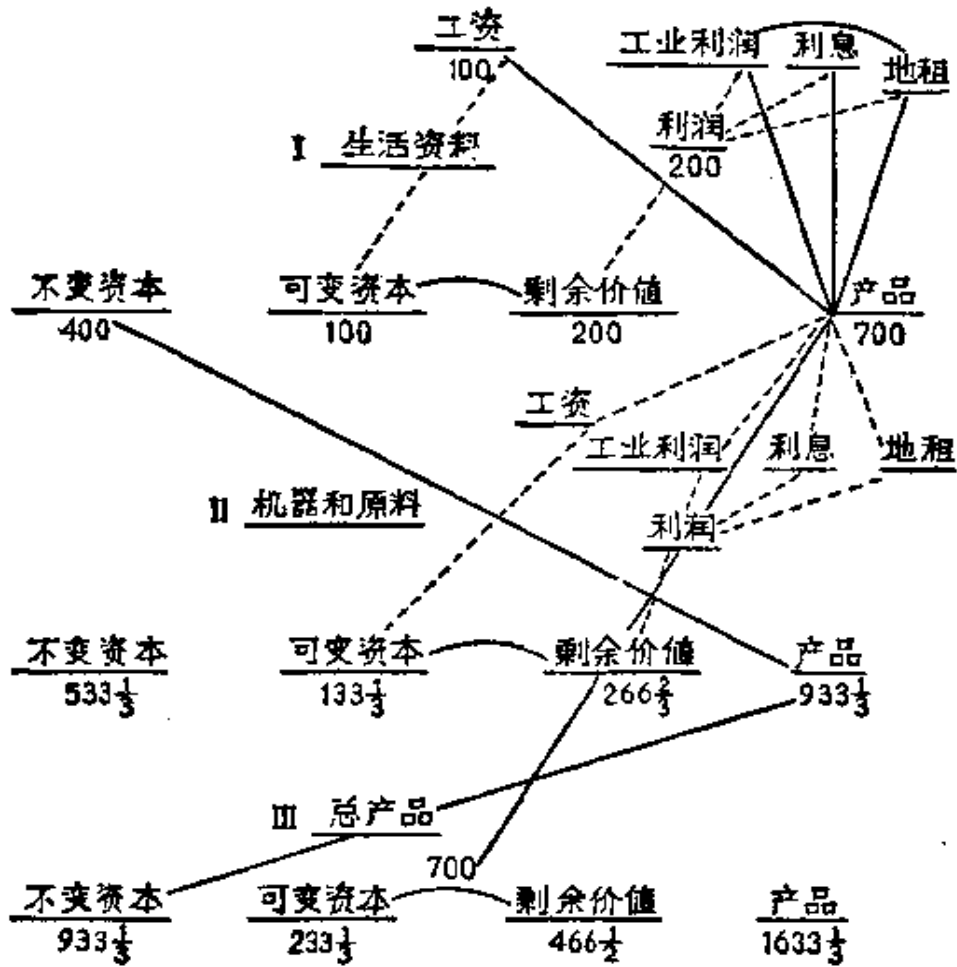 工资 工业利润 利息 地租
100
利润
200
I 生活资料
不变资本 可变资本 剩余价值 产品
400 100 200 700
工资
工业利润 利息 地租
II 机器和原料
利润
不变资本 可变资本 剩余价值 产品
533⅓ 133⅓ 266⅔ 933⅓
III 总产品
700
不变资本 可变资本 剩余价值 产品
933⅓ 233⅓ 466½ 1633⅓